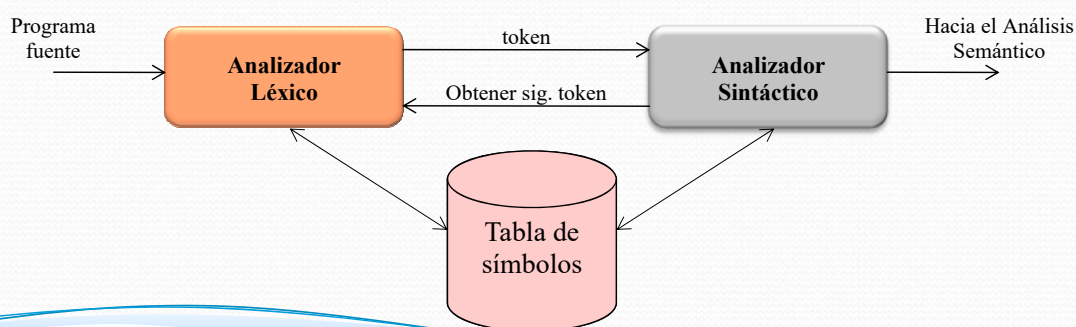 Programa
fuente
Analizador
Léxico
token
Obtener sig. token
Analizador
Sintáctico
Hacia el Análisis
Semántico
Tabla de
símbolos